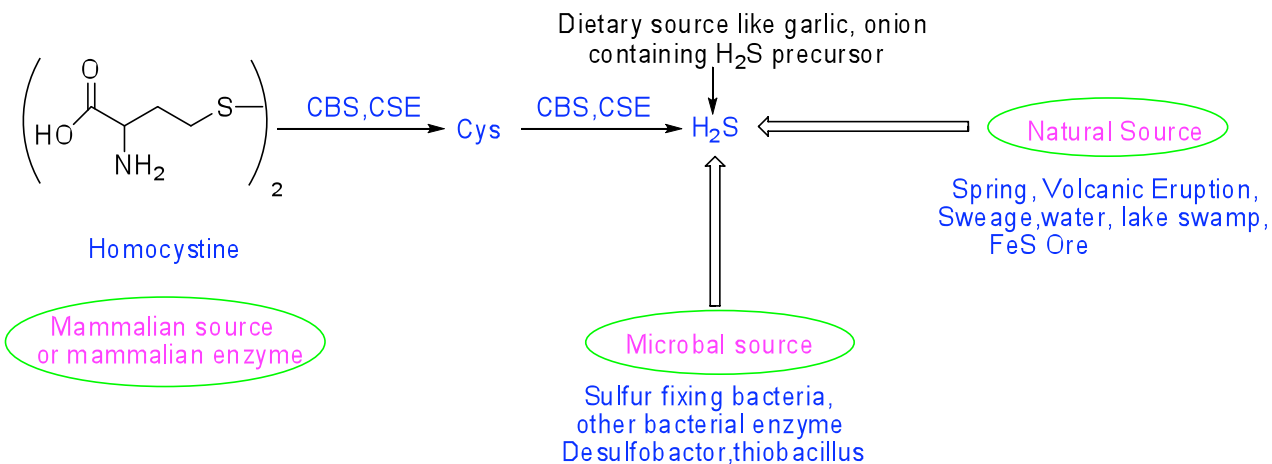 Dietary source like garlic, onion
containing H₂S precursor
O
HO
S
NH₂
2
CBS,CSE
Cys
CBS,CSE
H₂S
Natural Source
Spring, Volcanic Eruption,
Sweage,water, lake swamp,
FeS Ore
Homocystine
Mammalian source
or mammalian enzyme
Microbal source
Sulfur fixing bacteria,
other bacterial enzyme
Desulfobactor,thiobacillus